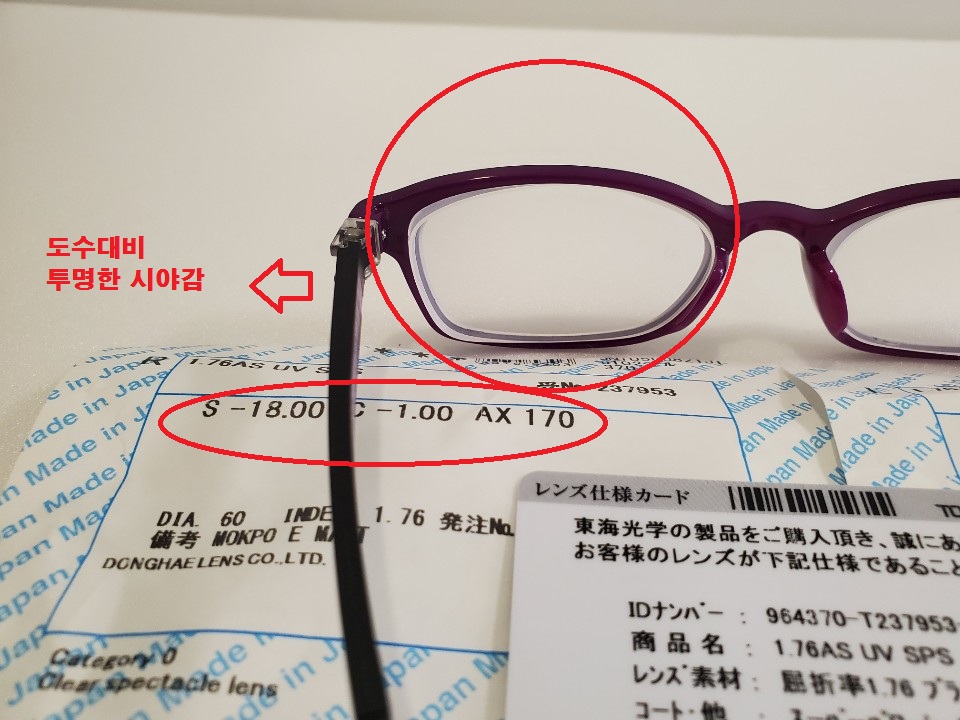 도수대비
투명한 시야감
Made in Japan
R
1.76AS UV S
237953
S -18.00 C -1.00 AX 170
DIA. 60 INDE 1.76 発注No.
備考 MOKPO E MA T
DONGHAE LENS CO.,LTD.
Category 0
Clear spectacle lens
レンズ仕様カード
東海光学の製品をご購入頂き、誠にあ
お客様のレンズが下記仕様であること
IDナンバー : 964370-T237953-
商品名 : 1.76AS UV SPS
レンズ素材 : 屈折率1.76 プラ
コート・他 :